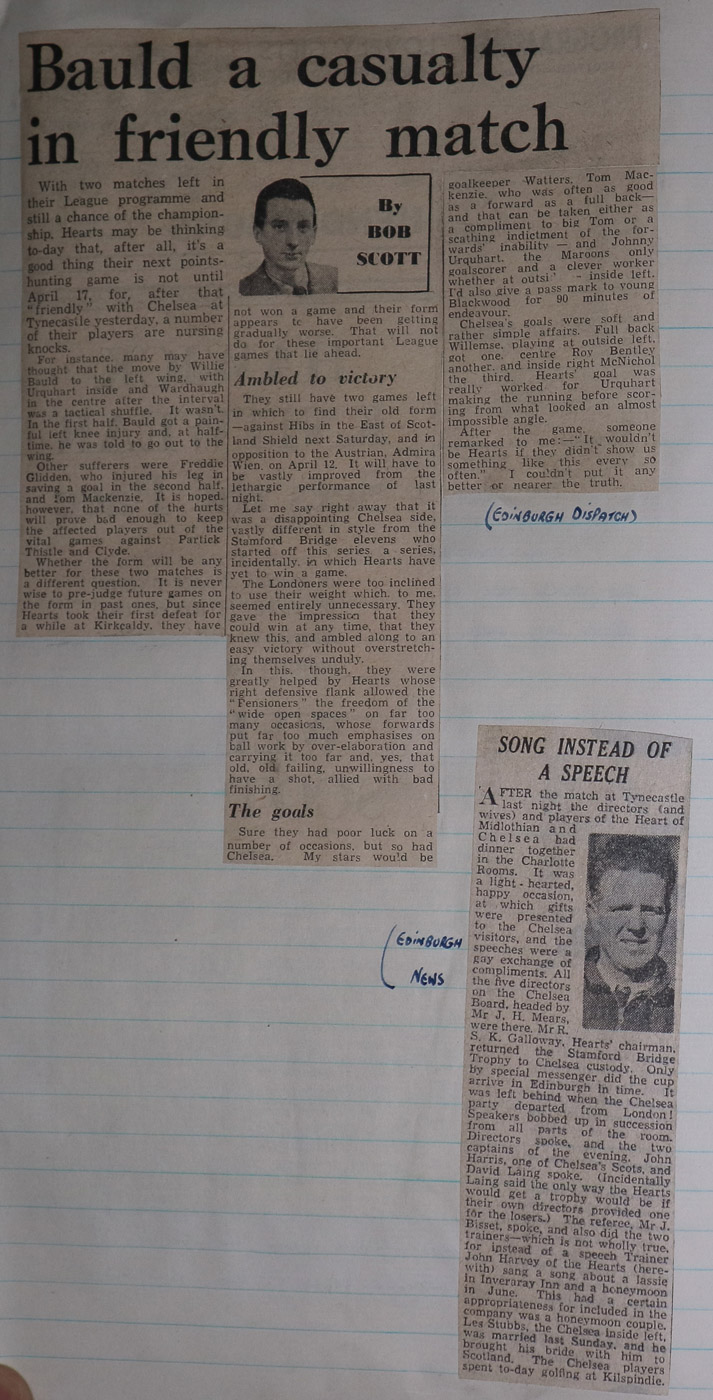 Bauld a casualty
in friendly match
With two matches left in
their League programme and
still a chance of the champion-
ship, Hearts may be thinking
to-day that, after all, it's a
good thing their next points-
hunting game is not until
April 17, for, after that
"friendly" with Chelsea at
Tynecastle yesterday, a number
of their players are nursing
knocks.
For instance, many may have
thought that the move by Willie
Bauld to the left wing, with
Urquhart inside and Wardhaugh
in the centre after the interval
was a tactical shuffle. It wasn't.
In the first half, Bauld got a pain-
ful left knee injury and, at half-
time, he was told to go out to the
wing.
Other sufferers were Freddie
Glidden, who injured his leg in
saving a goal in the second half,
and Tom Mackenzie. It is hoped,
however, that none of the hurts
will prove bad enough to keep
the affected players out of the
vital games against Partick
Thistle and Clyde.
Whether the form will be any
better for these two matches is
a different question. It is never
wise to pre-judge future games on
the form in past ones, but since
Hearts took their first defeat for
a while at Kirkcaldy, they have
By
BOB
SCOTT
not won a game and their form
appears to have been getting
gradually worse. That will not
do for these important League
games that lie ahead.
Ambled to victory
They still have two games left
in which to find their old form
—against Hibs in the East of Scot-
land Shield next Saturday, and in
opposition to the Austrian, Admira
Wien, on April 12. It will have to
be vastly improved from the
lethargic performance of last
night.
Let me say right away that it
was a disappointing Chelsea side,
vastly different in style from the
Stamford Bridge elevens who
started off this series, a series,
incidentally, in which Hearts have
yet to win a game.
The Londoners were too inclined
to use their weight which, to me,
seemed entirely unnecessary. They
gave the impression that they
could win at any time, that they
knew this, and ambled along to an
easy victory without overstretch-
ing themselves unduly.
In this, though, they were
greatly helped by Hearts whose
right defensive flank allowed the
"Pensioners" the freedom of the
"wide open spaces" on far too
many occasions, whose forwards
put far too much emphasises on
ball work by over-elaboration and
carrying it too far and, yes, that
old, old failing, unwillingness to
have a shot, allied with bad
finishing.
The goals
Sure they had poor luck on a
number of occasions, but so had
Chelsea. My stars would be
goalkeeper Watters, Tom Mac-
kenzie, who was often as good
as a forward as a full back—
and that can be taken either as
a compliment to big Tom or a
scathing indictment of the for-
wards' inability — and Johnny
Urquhart, the Maroons only
goalscorer and a clever worker
whether at outsi' - inside left.
I'd also give a pass mark to young
Blackwood for 90 minutes of
endeavour.
Chelsea's goals were soft and
rather simple affairs. Full back
Willemse, playing at outside left,
got one, centre Roy Bentley
another, and inside right McNichol
the third. Hearts' goal was
really worked for Urquhart
making the running before scor-
ing from what looked an almost
impossible angle.
After the game, someone
remarked to me:—"It wouldn't
be Hearts if they didn't show us
something like this every so
often." I couldn't put it any
better or nearer the truth.
(EDINBURGH DISPATCH)
SONG INSTEAD OF
A SPEECH
AFTER the match at Tynecastle
last night the directors (and
wives) and players of the Heart of
Midlothian and
Chelsea had
dinner together
in the Charlotte
Rooms. It was
a light-hearted,
happy occasion,
at which gifts
were presented
to the Chelsea
visitors, and the
speeches were a
gay exchange of
compliments. All
the five directors
on the Chelsea
Board, headed by
Mr J. H. Mears,
were there. Mr R.
S. K. Galloway, Hearts' chairman,
returned the Stamford Bridge
Trophy to Chelsea custody. Only
by special messenger did the cup
arrive in Edinburgh in time. It
was left behind when the Chelsea
party departed from London!
Speakers bobbed up in succession
from all parts of the room.
Directors spoke, and the two
captains of the evening, John
Harris, one of Chelsea's Scots, and
David Laing spoke. (Incidentally
Laing said the only way the Hearts
would get a trophy would be if
their own directors provided one
for the losers.) The referee, Mr J.
Bisset, spoke, and also did the two
trainers—which is not wholly true,
for instead of a speech Trainer
John Harvey of the Hearts (here-
with) sang a song about a lassie
in Inveraray Inn and a honeymoon
in June. This had a certain
appropriateness for included in the
company was a honeymoon couple.
Les Stubbs, the Chelsea inside left,
was married last Sunday, and he
brought his bride with him to
Scotland. The Chelsea players
spent to-day golfing at Kilspindie.
(EDINBURGH
NEWS